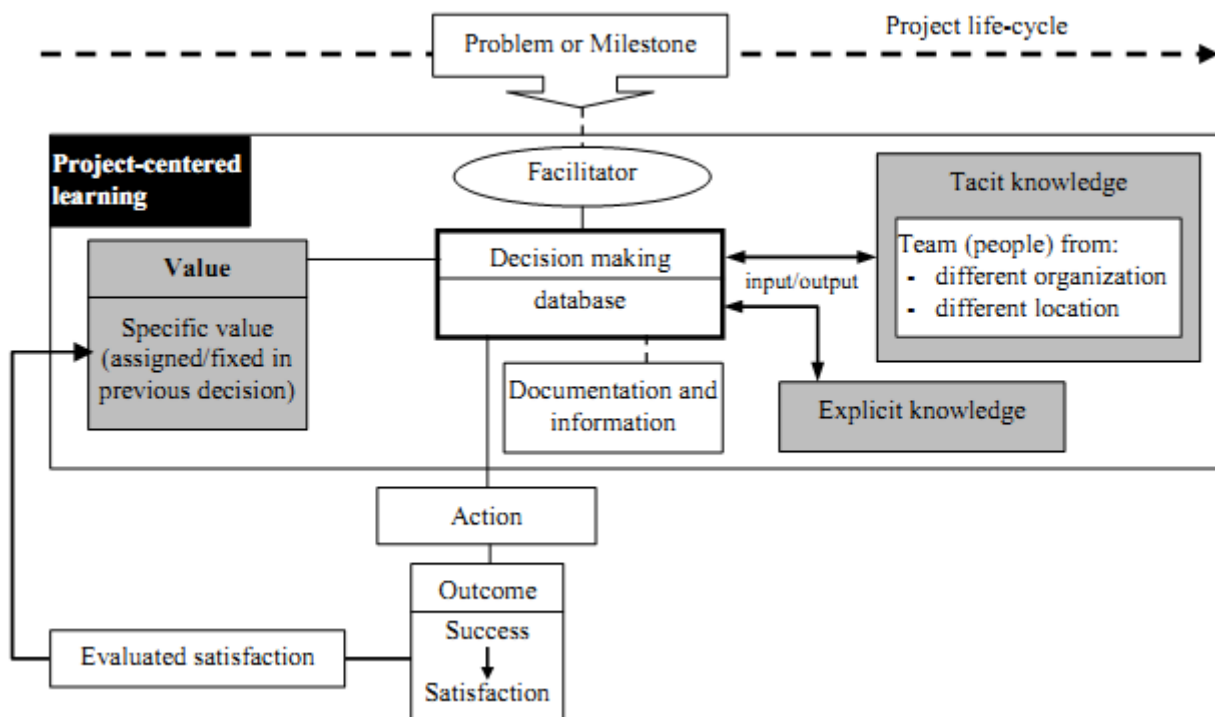 Project life-cycle
Problem or Milestone
Project-centered
learning
Facilitator
Tacit knowledge
Team (people) from:
- different organization
- different location
Value
Specific value
(assigned/fixed in
previous decision)
Decision making
database
input/output
Documentation and
information
Explicit knowledge
Action
Outcome
Success
Satisfaction
Evaluated satisfaction